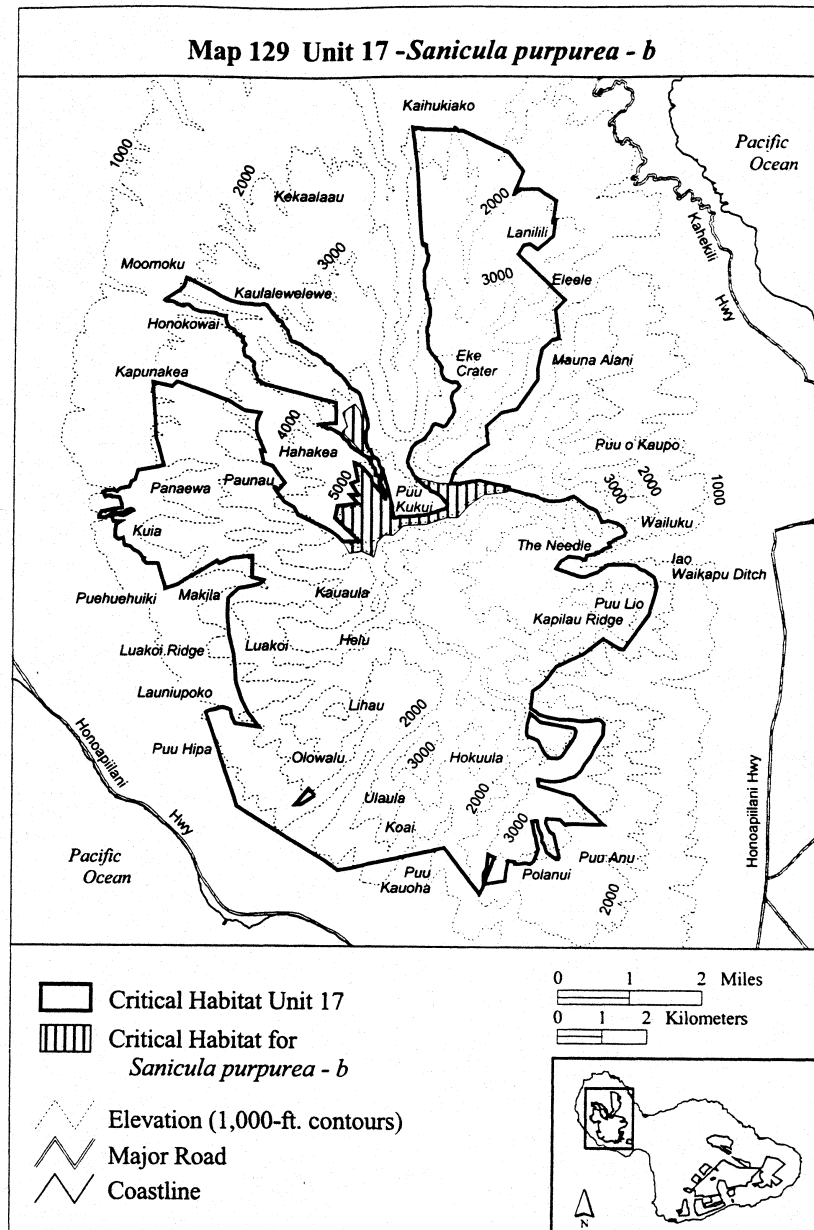 Map 129 Unit 17 -Sanicula purpurea - b
Kaihukiako
1000
Pacific
Ocean
2000
Kekaalaau
2000
Kahekili
Hwy
Lanilili
3000
3000
Eleele
Moomoku
Kaulalewelewe
Honokowai
Eke
Crater
Mauna Alani
Kapunakea
4000
Hahakea
Puu o Kaupo
3000
2000
1000
Panaewa
Paunau
5000
Puu
Kukui
Wailuku
Kuia
The Needle
Iao
Waikapu Ditch
Puehuehuiki
Makila
Kauaula
Puu Lio
Kapilau Ridge
Luakoi Ridge
Luakoi
Helu
Launiupoko
Lihau
2000
Honoapiilani
Hwy
Puu Hipa
Olowalu
3000
Hokuula
Honoapiilani Hwy
Ulaula
2000
Koai
3000
Pacific
Ocean
Puu
Kauoha
Polanui
Puu Anu
2000
Critical Habitat Unit 17
Critical Habitat for
Sanicula purpurea - b
Elevation (1,000-ft. contours)
Major Road
Coastline
0 1 2 Miles
0 1 2 Kilometers
N